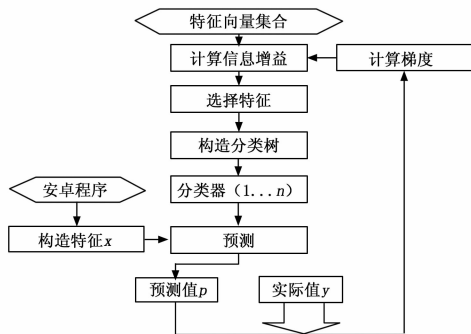 特征向量集合
计算信息增益
计算梯度
选择特征
构造分类树
安卓程序
分类器（1...n）
构造特征x
预测
预测值p
实际值y